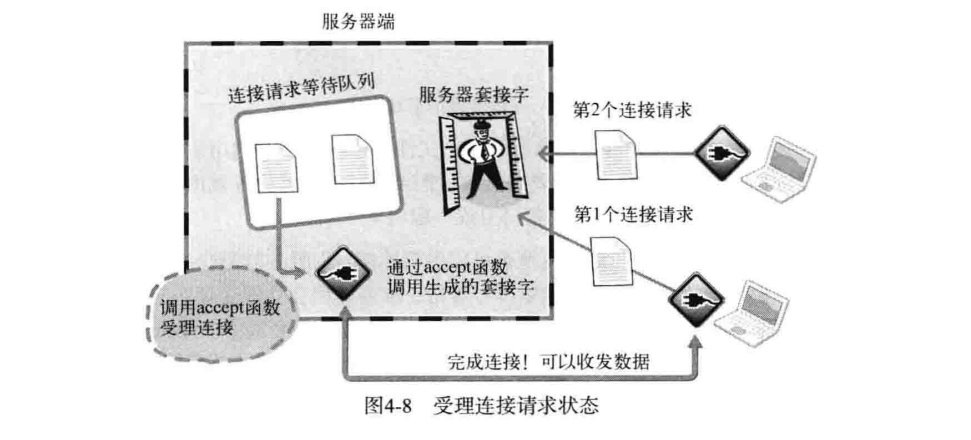 服务器端
连接请求等待队列
服务器套接字
第2个连接请求
第1个连接请求
通过accept函数
调用生成的套接字
调用accept函数
受理连接
完成连接！可以收发数据
图4-8 受理连接请求状态